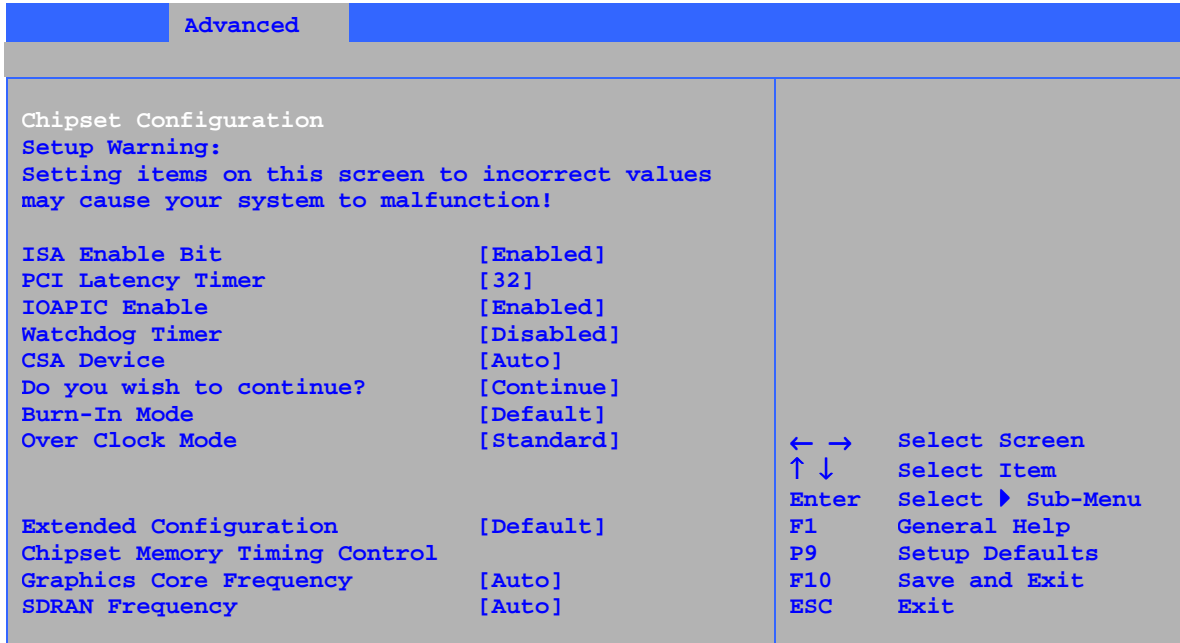 Advanced
Chipset Configuration
Setup Warning:
Setting items on this screen to incorrect values
may cause your system to malfunction!
ISA Enable Bit [Enabled]
PCI Latency Timer [32]
IOAPIC Enable [Enabled]
Watchdog Timer [Disabled]
CSA Device [Auto]
Do you wish to continue? [Continue]
Burn-In Mode [Default]
Over Clock Mode [Standard]
Extended Configuration [Default]
Chipset Memory Timing Control
Graphics Core Frequency [Auto]
SDRAN Frequency [Auto]
← → Select Screen
↑ ↓ Select Item
Enter Select ▶ Sub-Menu
F1 General Help
P9 Setup Defaults
F10 Save and Exit
ESC Exit